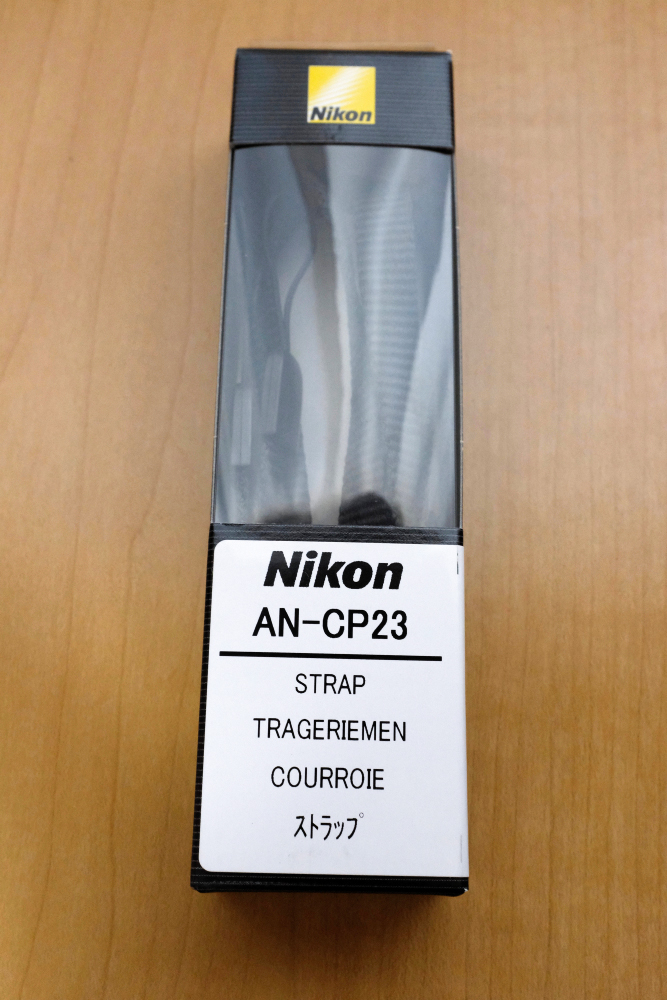 Nikon
Nikon
AN-CP23
STRAP
TRAGERIEMEN
COURROIE
ストラップ